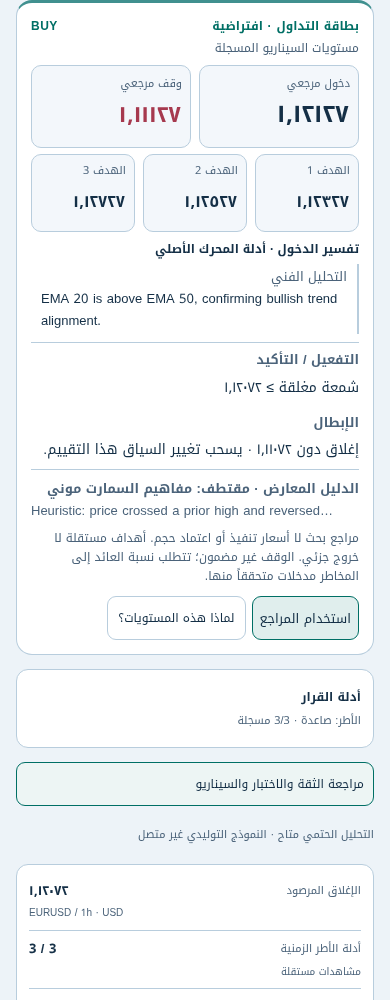 بطاقة التداول · افتراضية
BUY
مستويات السيناريو المسجلة
دخول مرجعي
١,١٢١٢٧
وقف مرجعي
١,١١١٢٧
الهدف 1
١,١٢٣٢٧
الهدف 2
١,١٢٥٢٧
الهدف 3
١,١٢٧٢٧
تفسير الدخول · أدلة المحرك الأصلي
التحليل الفني
EMA 20 is above EMA 50, confirming bullish trend
alignment.
التفعيل / التأكيد
شمعة مغلقة ≥ ١,١٢٠٧٢
الإبطال
إغلاق دون ١,١١٠٧٢ · يسحب تغيير السياق هذا التقييم.
الدليل المعارض · مقتطف: مفاهيم السمارت موني
Heuristic: price crossed a prior high and reversed…
مراجع بحث لا أسعار تنفيذ أو اعتماد حجم. أهداف مستقلة لا
خروج جزئي. الوقف غير مضمون؛ تتطلب نسبة العائد إلى
المخاطر مدخلات متحققاً منها.
استخدام المراجع
لماذا هذه المستويات؟
أدلة القرار
الأطر: صاعدة · 3/3 مسجلة
مراجعة الثقة والاختبار والسيناريو
التحليل الحتمي متاح · النموذج التوليدي غير متصل
الإغلاق المرصود
١,١٢٠٧٢
EURUSD / 1h · USD
أدلة الأطر الزمنية
3 / 3
مشاهدات مستقلة